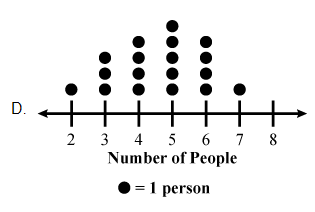 D.
2 3 4 5 6 7 8
Number of People
= 1 person